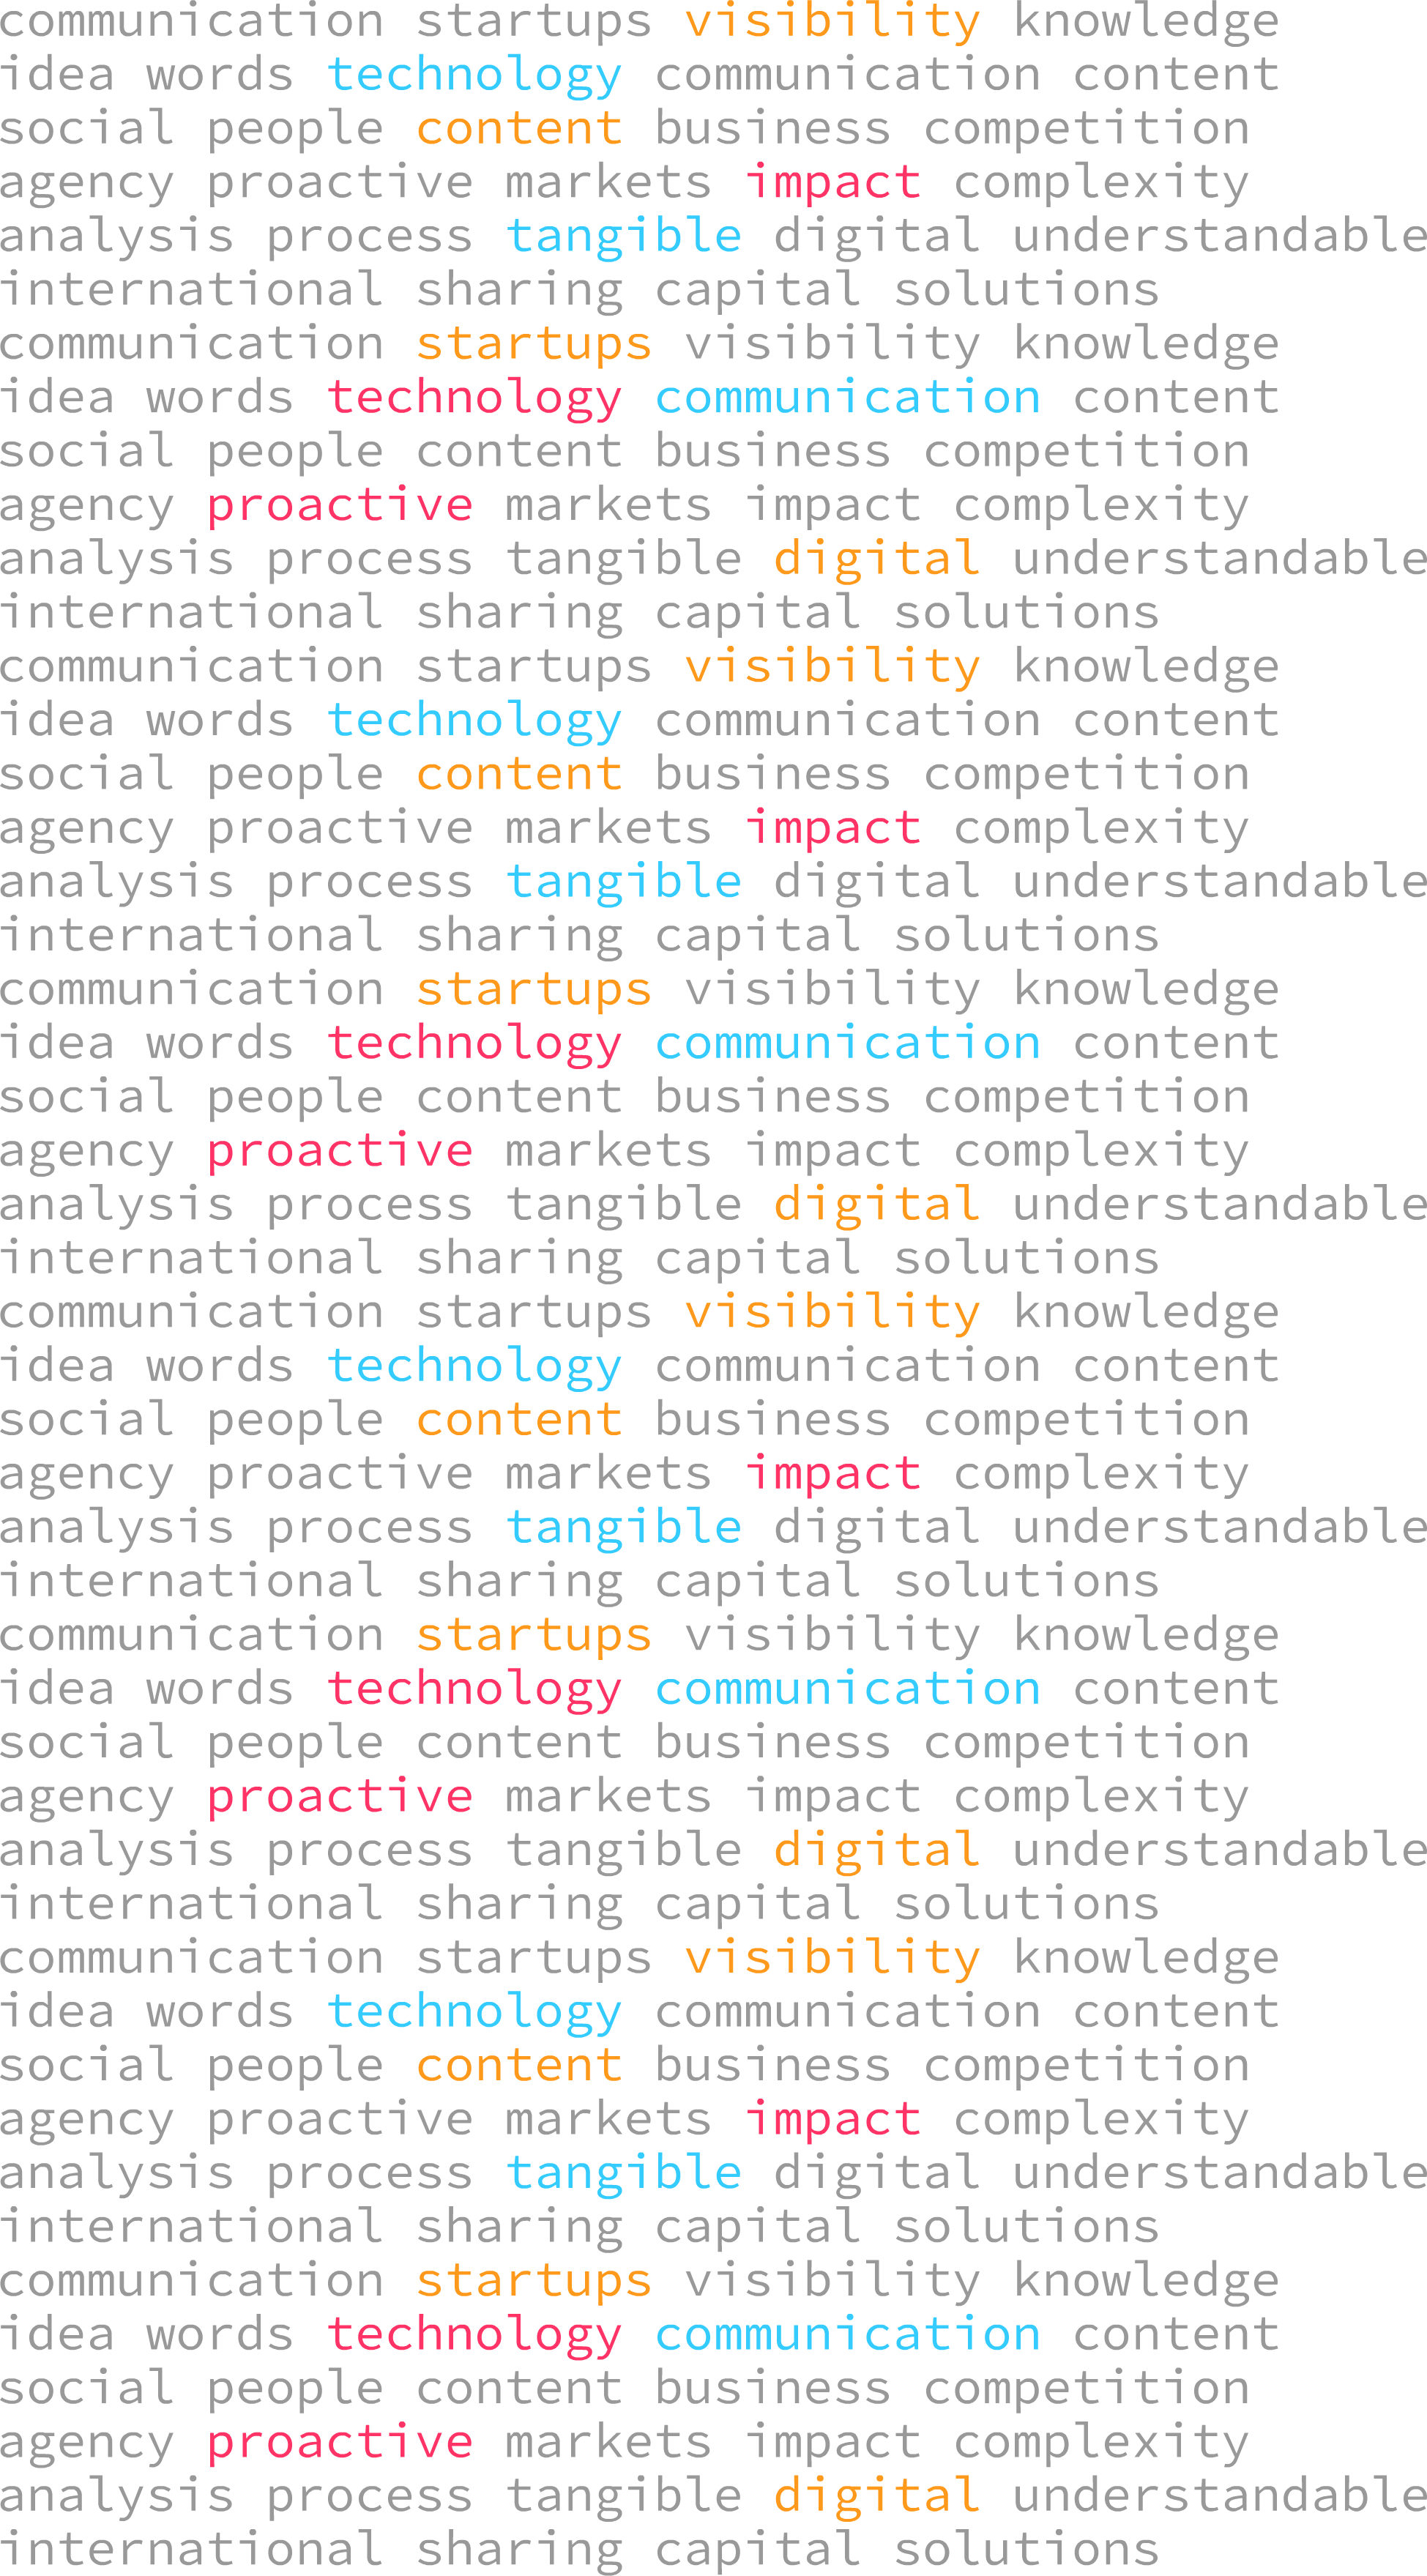 communication startups visibility knowledge
idea words technology communication content
social people content business competition
agency proactive markets impact complexity
analysis process tangible digital understandable
international sharing capital solutions
communication startups visibility knowledge
idea words technology communication content
social people content business competition
agency proactive markets impact complexity
analysis process tangible digital understandable
international sharing capital solutions
communication startups visibility knowledge
idea words technology communication content
social people content business competition
agency proactive markets impact complexity
analysis process tangible digital understandable
international sharing capital solutions
communication startups visibility knowledge
idea words technology communication content
social people content business competition
agency proactive markets impact complexity
analysis process tangible digital understandable
international sharing capital solutions
communication startups visibility knowledge
idea words technology communication content
social people content business competition
agency proactive markets impact complexity
analysis process tangible digital understandable
international sharing capital solutions
communication startups visibility knowledge
idea words technology communication content
social people content business competition
agency proactive markets impact complexity
analysis process tangible digital understandable
international sharing capital solutions
communication startups visibility knowledge
idea words technology communication content
social people content business competition
agency proactive markets impact complexity
analysis process tangible digital understandable
international sharing capital solutions
communication startups visibility knowledge
idea words technology communication content
social people content business competition
agency proactive markets impact complexity
analysis process tangible digital understandable
international sharing capital solutions